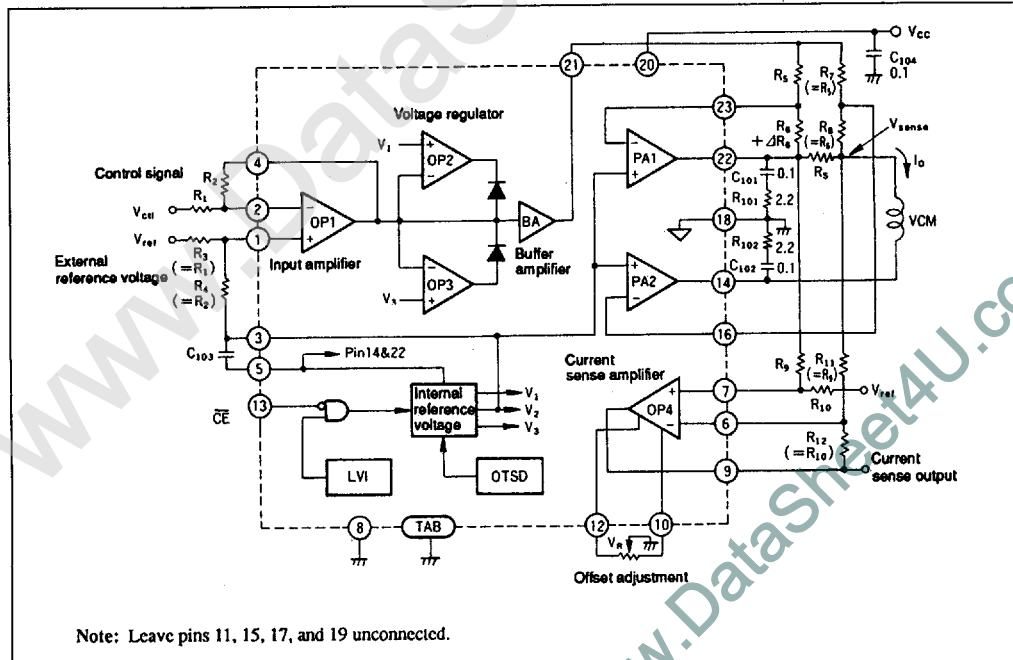 VCC
C104
0.1
21
20
R5
R7
(=R5)
Voltage regulator
23
R6
+ΔR6
R8
(=R6)
Vsense
V1
OP2
PA1
22
RS
IO
Control signal
4
R2
C101
0.1
R1
Vctl
2
OP1
BA
R101
2.2
18
VCM
Vref
1
R3
(=R1)
Input amplifier
Buffer
amplifier
R102
2.2
External
reference voltage
R4
(=R2)
OP3
V3
PA2
C102
0.1
14
3
16
C103
5
Pin14&22
Current
sense amplifier
R9
R11
(=R9)
13
CE
Internal
reference
voltage
V1
V2
V3
OP4
7
R10
Vref
6
R12
(=R10)
LVI
OTSD
9
Current
sense output
8
TAB
12
10
VR
Offset adjustment
Note: Leave pins 11, 15, 17, and 19 unconnected.
www.DataSheet4U.co